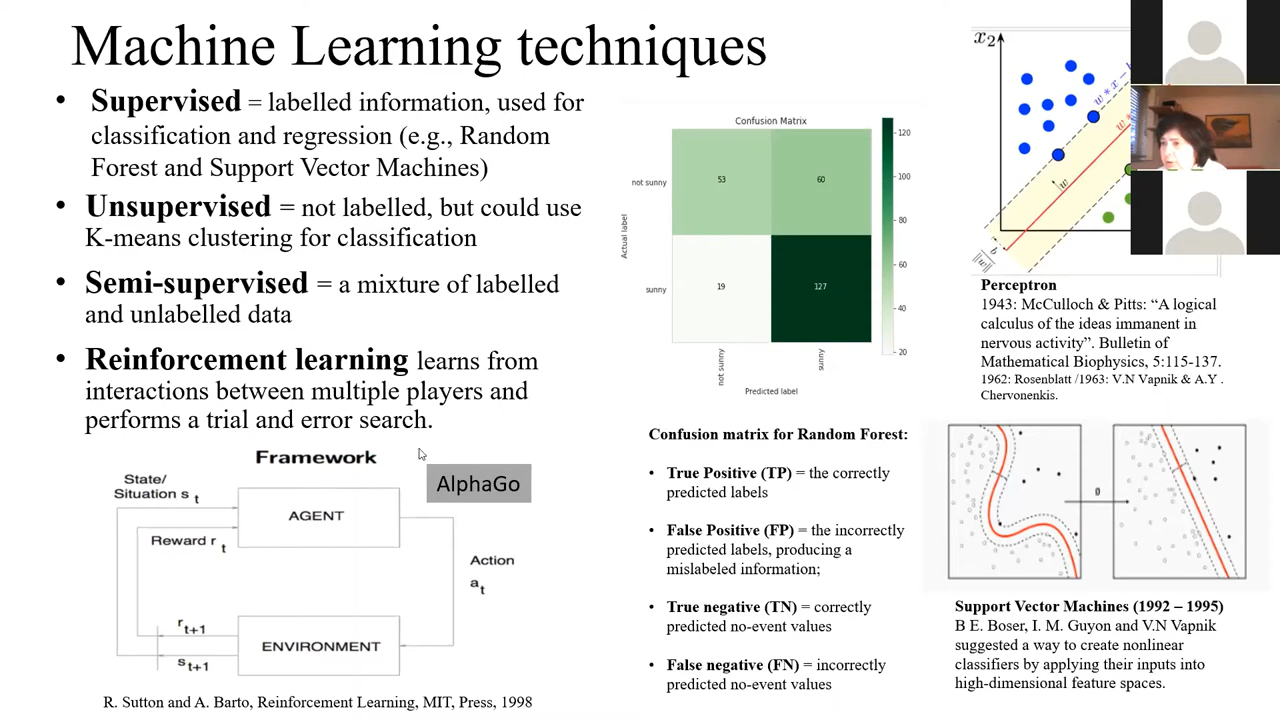 Machine Learning techniques
• Supervised = labelled information, used for
classification and regression (e.g., Random
Forest and Support Vector Machines)
• Unsupervised = not labelled, but could use
K-means clustering for classification
• Semi-supervised = a mixture of labelled
and unlabelled data
• Reinforcement learning learns from
interactions between multiple players and
performs a trial and error search.
Framework
AlphaGo
State/
Situation s t
AGENT
Reward r t
Action
a t
r t+1
ENVIRONMENT
s t+1
R. Sutton and A. Barto, Reinforcement Learning, MIT, Press, 1998
Confusion Matrix
not sunny
53
60
sunny
19
127
Actual label
not sunny
sunny
Predicted label
120
100
80
60
40
20
Confusion matrix for Random Forest:
• True Positive (TP) = the correctly
predicted labels
• False Positive (FP) = the incorrectly
predicted labels, producing a
mislabeled information;
• True negative (TN) = correctly
predicted no-event values
• False negative (FN) = incorrectly
predicted no-event values
x2
w
b
||w||
Perceptron
1943: McCulloch & Pitts: “A logical
calculus of the ideas immanent in
nervous activity”. Bulletin of
Mathematical Biophysics, 5:115-137.
1962: Rosenblatt /1963: V.N Vapnik & A.Y .
Chervonenkis.
ø
Support Vector Machines (1992 – 1995)
B E. Boser, I. M. Guyon and V.N Vapnik
suggested a way to create nonlinear
classifiers by applying their inputs into
high-dimensional feature spaces.